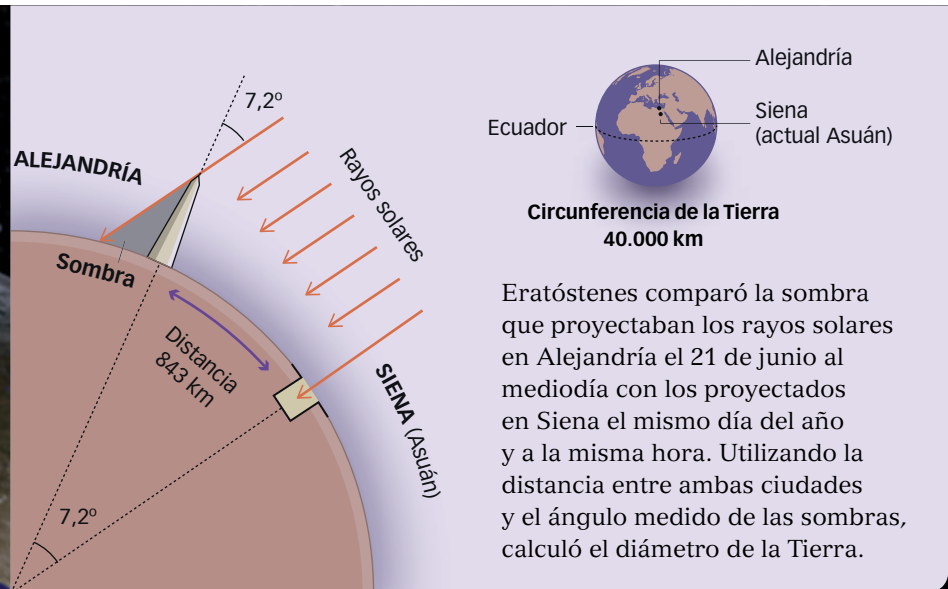 7,2º
ALEJANDRÍA
Rayos solares
Sombra
Distancia
843 km
SIENA (Asuán)
7,2º
Alejandría
Siena
(actual Asuán)
Ecuador
Circunferencia de la Tierra
40.000 km
Eratóstenes comparó la sombra
que proyectaban los rayos solares
en Alejandría el 21 de junio al
mediodía con los proyectados
en Siena el mismo día del año
y a la misma hora. Utilizando la
distancia entre ambas ciudades
y el ángulo medido de las sombras,
calculó el diámetro de la Tierra.